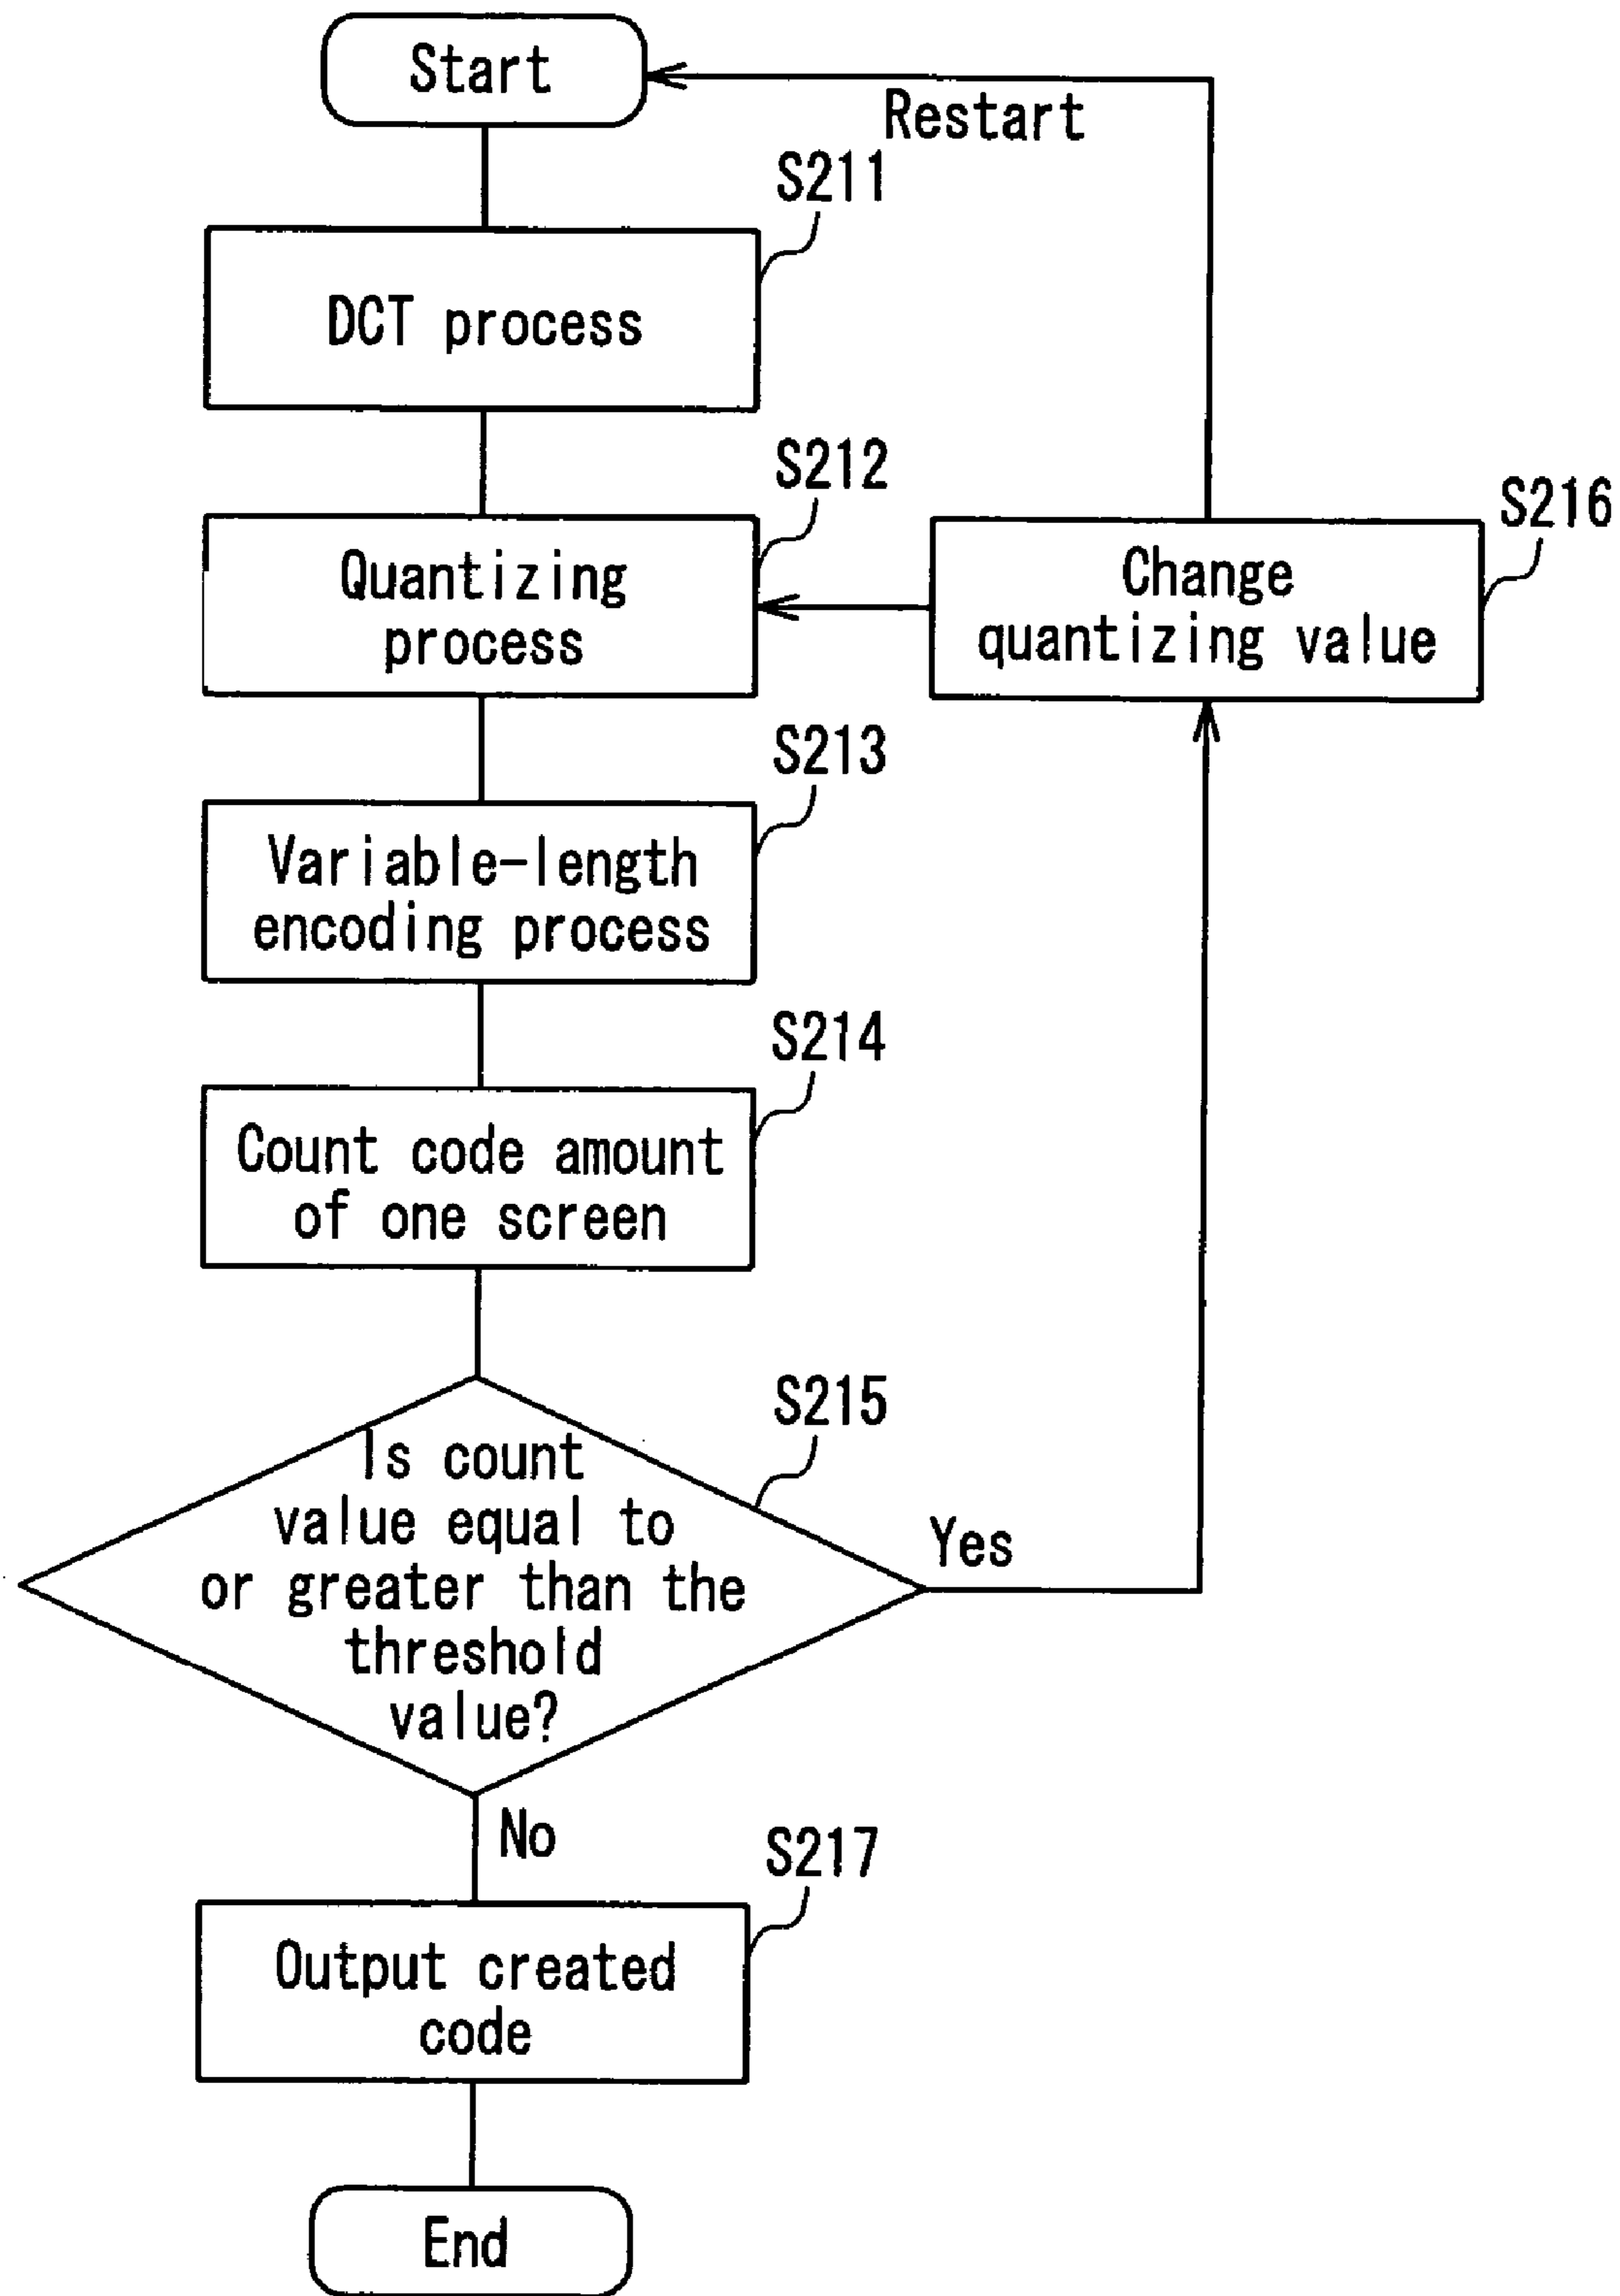 Start
Restart
S211
DCT process
S212
Quantizing
process
S216
Change
quantizing value
S213
Variable-length
encoding process
S214
Count code amount
of one screen
S215
Is count
value equal to
or greater than the
threshold
value?
Yes
No
S217
Output created
code
End